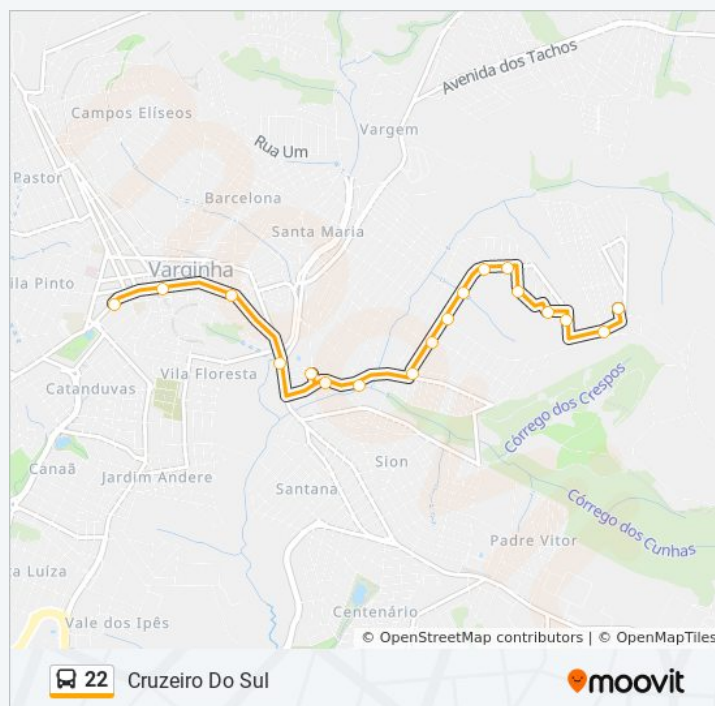 Avenida dos Tachos
Campos Elíseos
Vargem
Rua Um
Pastor
Barcelona
Santa Maria
Varginha
ila Pinto
Vila Floresta
Catanduvas
Córrego dos Crespos
Canaã
Sion
Jardim Andere
Santana
Córrego dos Cunhas
Padre Vitor
ta Luíza
Centenário
Vale dos Ipês
© OpenStreetMap contributors | © OpenMapTiles
22 Cruzeiro Do Sul
moovit